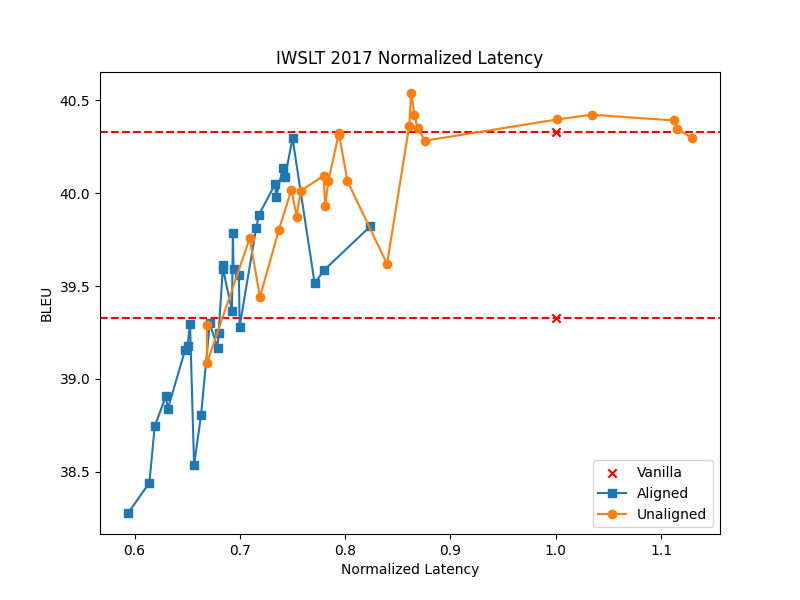 IWSLT 2017 Normalized Latency
BLEU
40.5
40.0
39.5
39.0
38.5
0.6 0.7 0.8 0.9 1.0 1.1
Normalized Latency
Vanilla
Aligned
Unaligned